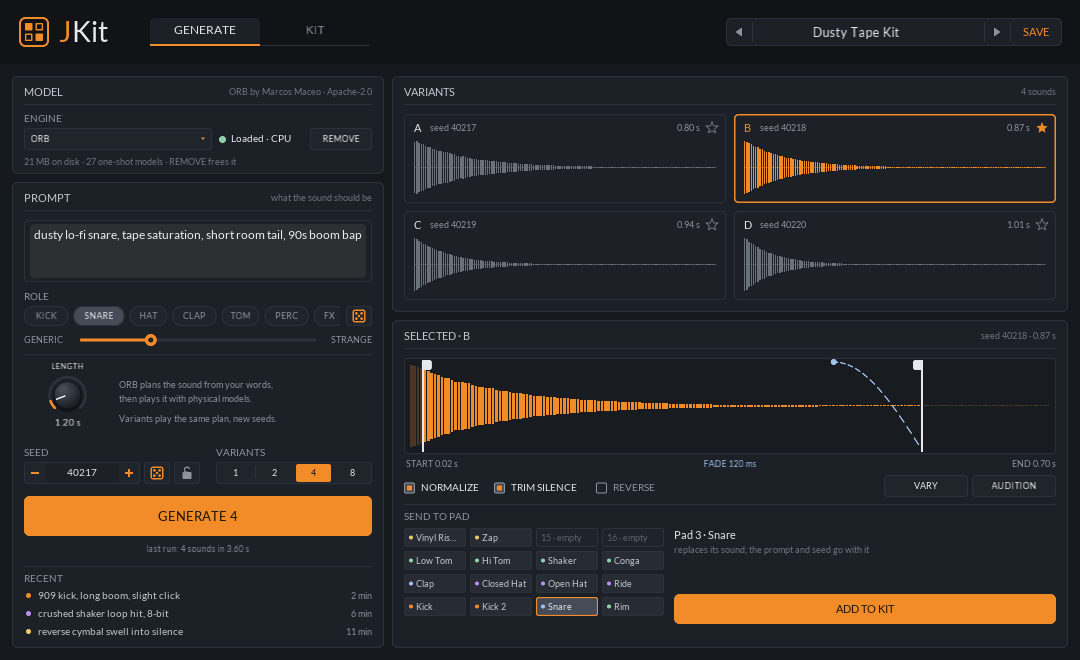 JKit
GENERATE
KIT
Dusty Tape Kit
SAVE
MODEL
ORB by Marcos Maceo · Apache-2.0
ENGINE
ORB
Loaded · CPU
REMOVE
21 MB on disk · 27 one-shot models · REMOVE frees it
PROMPT
what the sound should be
dusty lo-fi snare, tape saturation, short room tail, 90s boom bap
ROLE
KICK
SNARE
HAT
CLAP
TOM
PERC
FX
GENERIC
STRANGE
LENGTH
1.20 s
ORB plans the sound from your words,
then plays it with physical models.
Variants play the same plan, new seeds.
SEED
40217
VARIANTS
1
2
4
8
GENERATE 4
last run: 4 sounds in 3.60 s
RECENT
909 kick, long boom, slight click
2 min
crushed shaker loop hit, 8-bit
6 min
reverse cymbal swell into silence
11 min
VARIANTS
4 sounds
A seed 40217 0.80 s
B seed 40218 0.87 s
C seed 40219 0.94 s
D seed 40220 1.01 s
SELECTED · B
seed 40218 · 0.87 s
START 0.02 s
FADE 120 ms
END 0.70 s
NORMALIZE
TRIM SILENCE
REVERSE
VARY
AUDITION
SEND TO PAD
Vinyl Ris...
Zap
15 · empty
16 · empty
Low Tom
Hi Tom
Shaker
Conga
Clap
Closed Hat
Open Hat
Ride
Kick
Kick 2
Snare
Rim
Pad 3 · Snare
replaces its sound; the prompt and seed go with it
ADD TO KIT